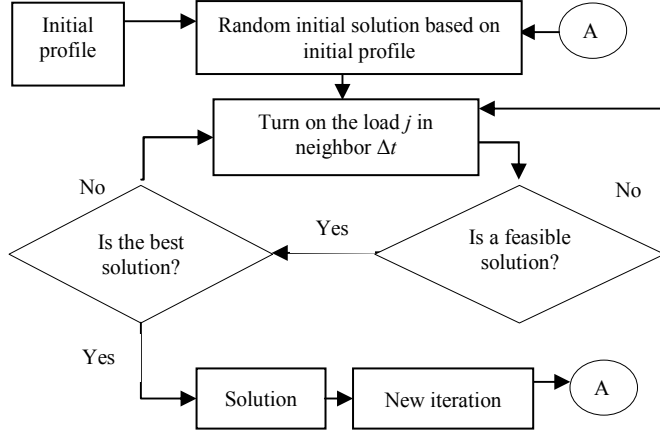 Initial
profile
Random initial solution based on
initial profile
A
Turn on the load j in
neighbor Δt
No
No
Is the best
solution?
Yes
Is a feasible
solution?
Yes
Solution
New iteration
A